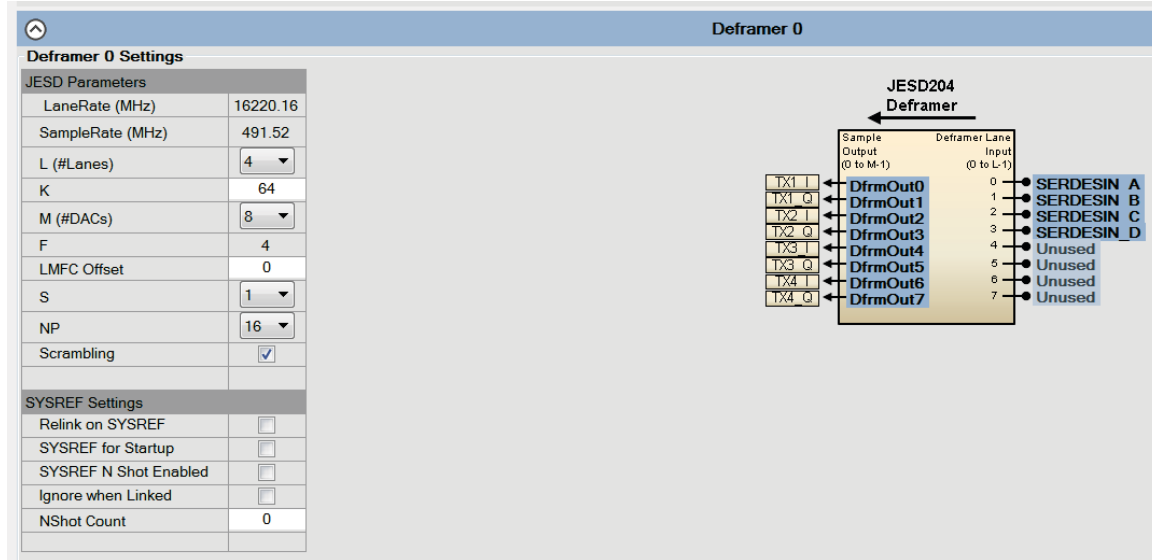 Deframer 0
Deframer 0 Settings
JESD Parameters
LaneRate (MHz) 16220.16
SampleRate (MHz) 491.52
L (#Lanes) 4
K 64
M (#DACs) 8
F 4
LMFC Offset 0
S 1
NP 16
Scrambling
SYSREF Settings
Relink on SYSREF
SYSREF for Startup
SYSREF N Shot Enabled
Ignore when Linked
NShot Count 0
JESD204
Deframer
Sample Deframer Lane
Output Input
(0 to M-1) (0 to L-1)
TX1_I DfrmOut0 0 SERDESIN_A
TX1_Q DfrmOut1 1 SERDESIN_B
TX2_I DfrmOut2 2 SERDESIN_C
TX2_Q DfrmOut3 3 SERDESIN_D
TX3_I DfrmOut4 4 Unused
TX3_Q DfrmOut5 5 Unused
TX4_I DfrmOut6 6 Unused
TX4_Q DfrmOut7 7 Unused